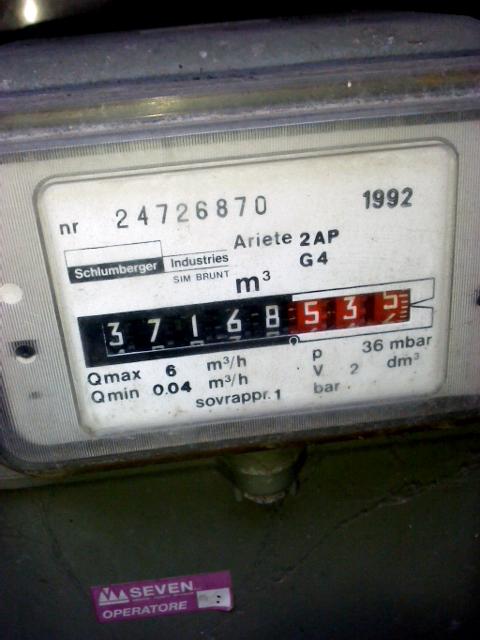 nr 24726870 1992
Ariete 2AP
Schlumberger Industries G4
SIM BRUNT
m³
37168535
Qmax 6 m³/h p 36 mbar
Qmin 0.04 m³/h V 2 dm³
sovrappr.1 bar
SEVEN
OPERATORE